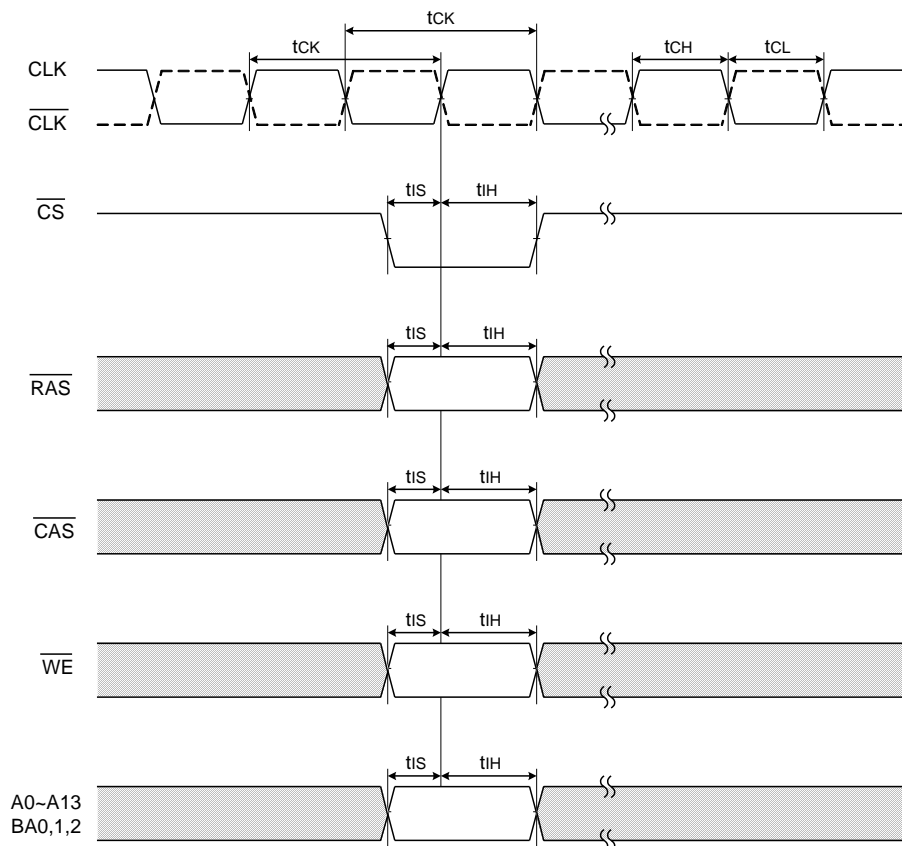 tCK
tCK
tCH
tCL
CLK
CLK
tIS
tIH
CS
tIS
tIH
RAS
tIS
tIH
CAS
tIS
tIH
WE
tIS
tIH
A0~A13
BA0,1,2